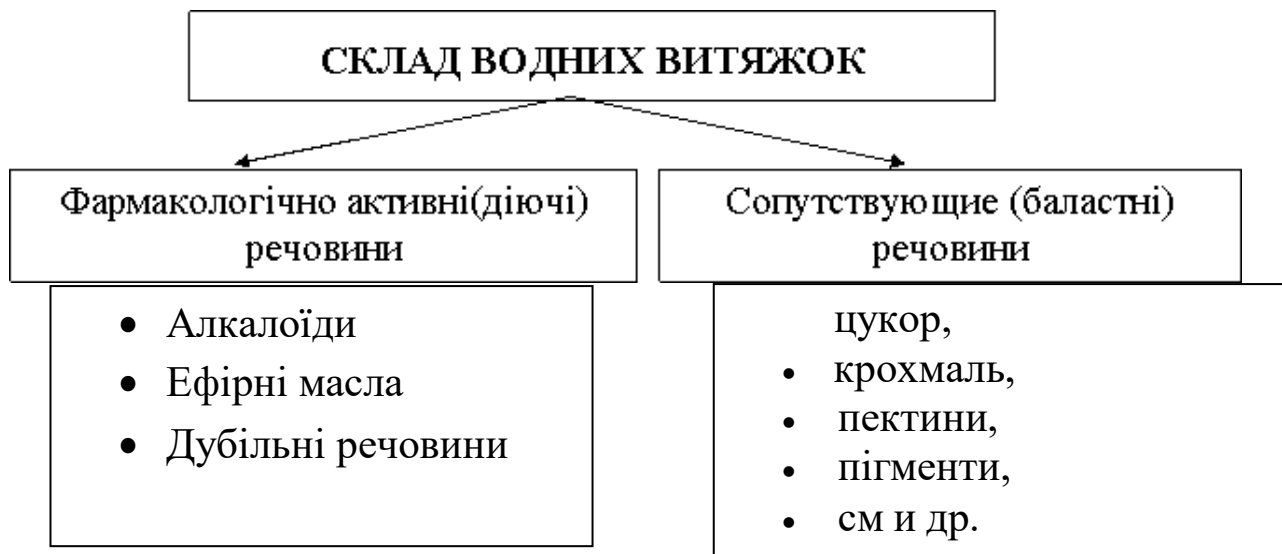 СКЛАД ВОДНИХ ВИТЯЖОК
Фармакологічно активні(діючі)
речовини
Сопутствующие (баластні)
речовини
• Алкалоїди
• Ефірні масла
• Дубільні речовини
цукор,
• крохмаль,
• пектини,
• пігменти,
• см и др.